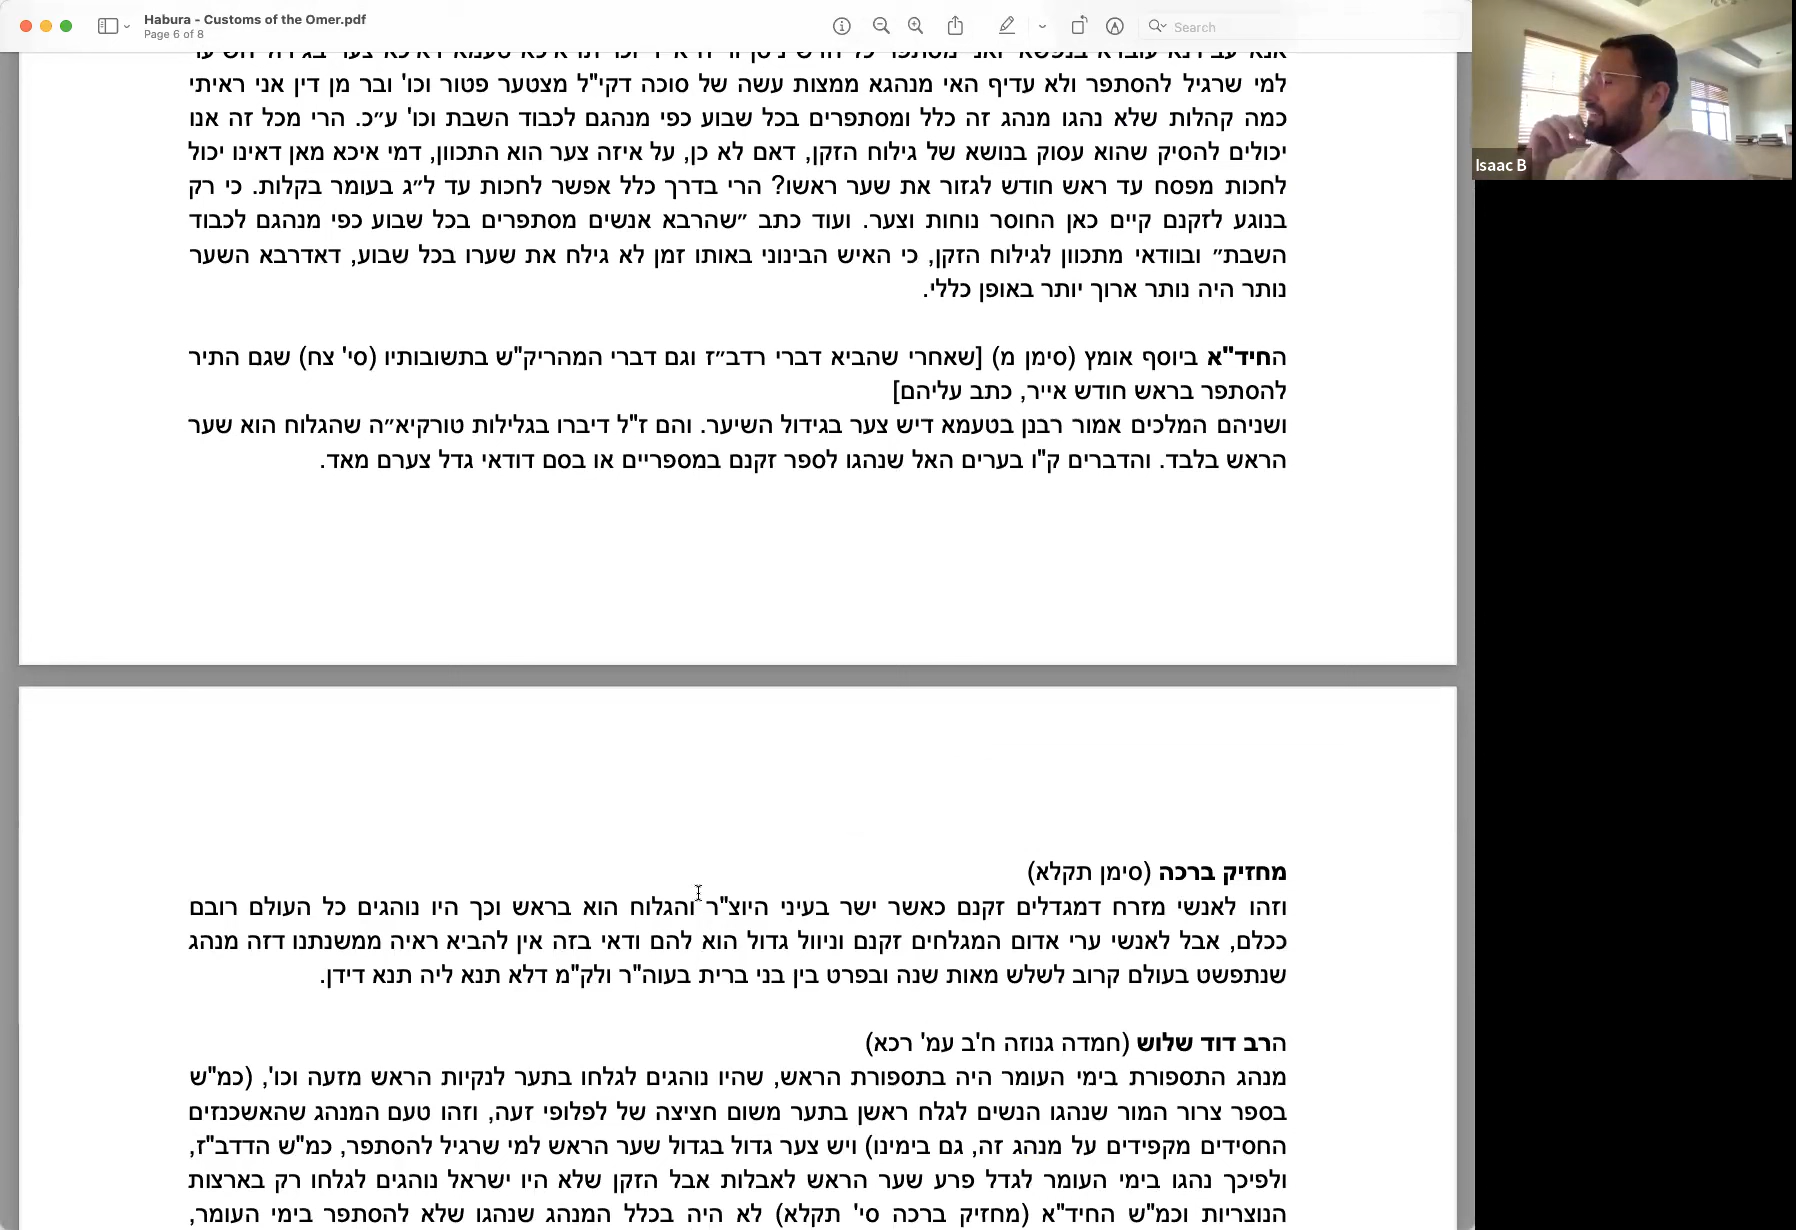 Habura - Customs of the Omer.pdf
Page 6 of 8
Search
Isaac B
למי שרגיל להסתפר ולא עדיף האי מנהגא ממצות עשה של סוכה דקי"ל מצטער פטור וכו' ובר מן דין אני ראיתי
כמה קהלות שלא נהגו מנהג זה כלל ומסתפרים בכל שבוע כפי מנהגם לכבוד השבת וכו' ע״כ. הרי מכל זה אנו
יכולים להסיק שהוא עסוק בנושא של גילוח הזקן, דאם לא כן, על איזה צער הוא התכוון, דמי איכא מאן דאינו יכול
לחכות מפסח עד ראש חודש לגזור את שער ראשו? הרי בדרך כלל אפשר לחכות עד ל״ג בעומר בקלות. כי רק
בנוגע לזקנם קיים כאן החוסר נוחות וצער. ועוד כתב ״שהרבא אנשים מסתפרים בכל שבוע כפי מנהגם לכבוד
השבת״ ובוודאי מתכוון לגילוח הזקן, כי האיש הבינוני באותו זמן לא גילח את שערו בכל שבוע, דאדרבא השער
נותר היה נותר ארוך יותר באופן כללי.
החיד"א ביוסף אומץ (סימן מ) [שאחרי שהביא דברי רדב״ז וגם דברי המהריק"ש בתשובותיו (סי' צח) שגם התיר
להסתפר בראש חודש אייר, כתב עליהם]
ושניהם המלכים אמור רבנן בטעמא דיש צער בגידול השיער. והם ז"ל דיברו בגלילות טורקיא״ה שהגלוח הוא שער
הראש בלבד. והדברים ק"ו בערים האל שנהגו לספר זקנם במספריים או בסם דודאי גדל צערם מאד.
מחזיק ברכה (סימן תקלא)
וזהו לאנשי מזרח דמגדלים זקנם כאשר ישר בעיני היוצ"ר והגלוח הוא בראש וכך היו נוהגים כל העולם רובם
ככלם, אבל לאנשי ערי אדום המגלחים זקנם וניוול גדול הוא להם ודאי בזה אין להביא ראיה ממשנתנו דזה מנהג
שנתפשט בעולם קרוב לשלש מאות שנה ובפרט בין בני ברית בעוה"ר ולק"מ דלא תנא ליה תנא דידן.
הרב דוד שלוש (חמדה גנוזה ח'ב עמ' רכא)
מנהג התספורת בימי העומר היה בתספורת הראש, שהיו נוהגים לגלחו בתער לנקיות הראש מזעה וכו', (כמ"ש
בספר צרור המור שנהגו הנשים לגלח ראשן בתער משום חציצה של לפלופי זעה, וזהו טעם המנהג שהאשכנזים
החסידים מקפידים על מנהג זה, גם בימינו) ויש צער גדול בגדול שער הראש למי שרגיל להסתפר, כמ"ש הדדב"ז,
ולפיכך נהגו בימי העומר לגדל פרע שער הראש לאבלות אבל הזקן שלא היו ישראל נוהגים לגלחו רק בארצות
הנוצריות וכמ"ש החיד"א (מחזיק ברכה סי' תקלא) לא היה בכלל המנהג שנהגו שלא להסתפר בימי העומר,